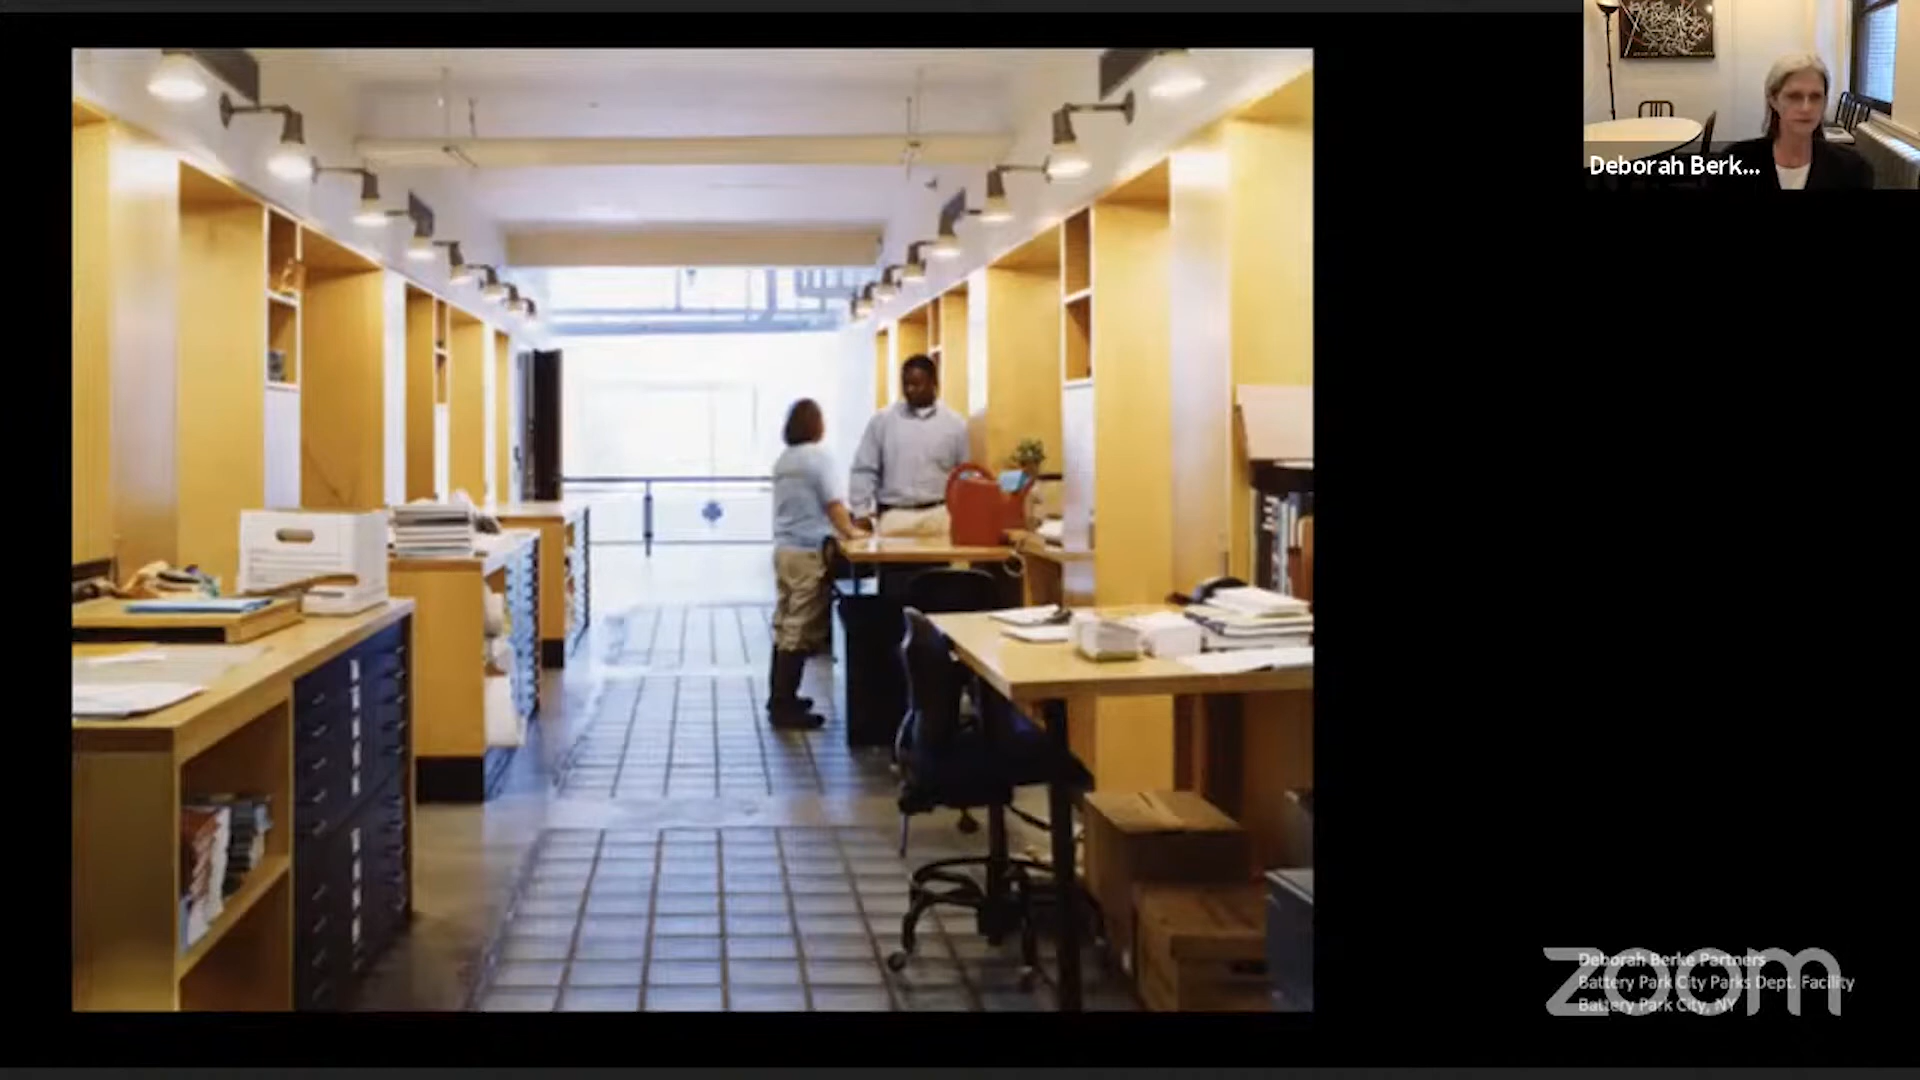 Deborah Berk...
Deborah Berke Partners
Battery Park City Parks Dept. Facility
Battery Park City, NY
zoom